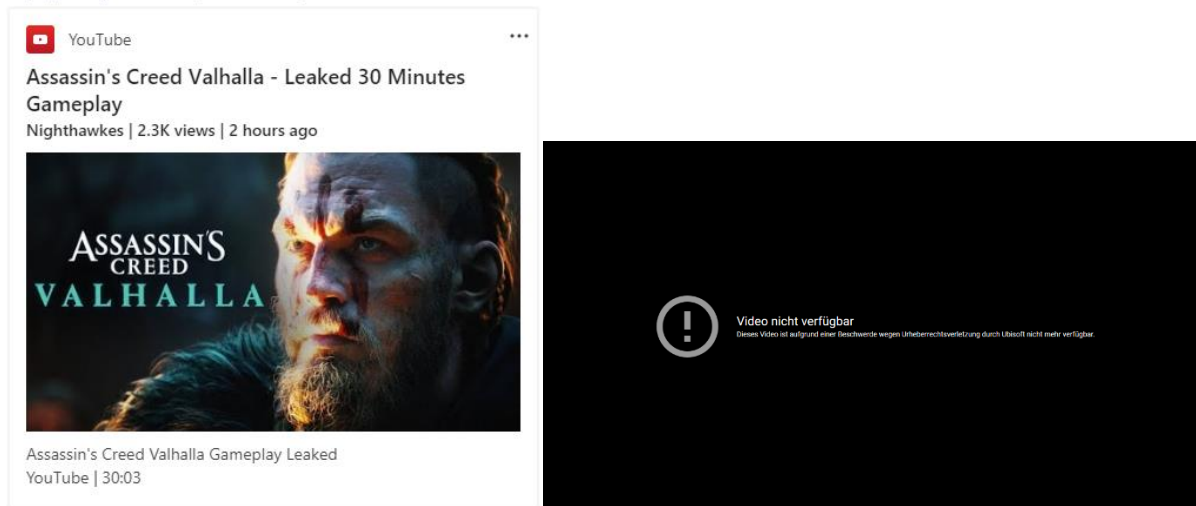 YouTube
Assassin's Creed Valhalla - Leaked 30 Minutes
Gameplay
Nighthawkes | 2.3K views | 2 hours ago
ASSASSIN'S
CREED
VALHALLA
Assassin's Creed Valhalla Gameplay Leaked
YouTube | 30:03
Video nicht verfügbar
Dieses Video ist aufgrund einer Beschwerde wegen Urheberrechtsverletzung durch Ubisoft nicht mehr verfügbar.